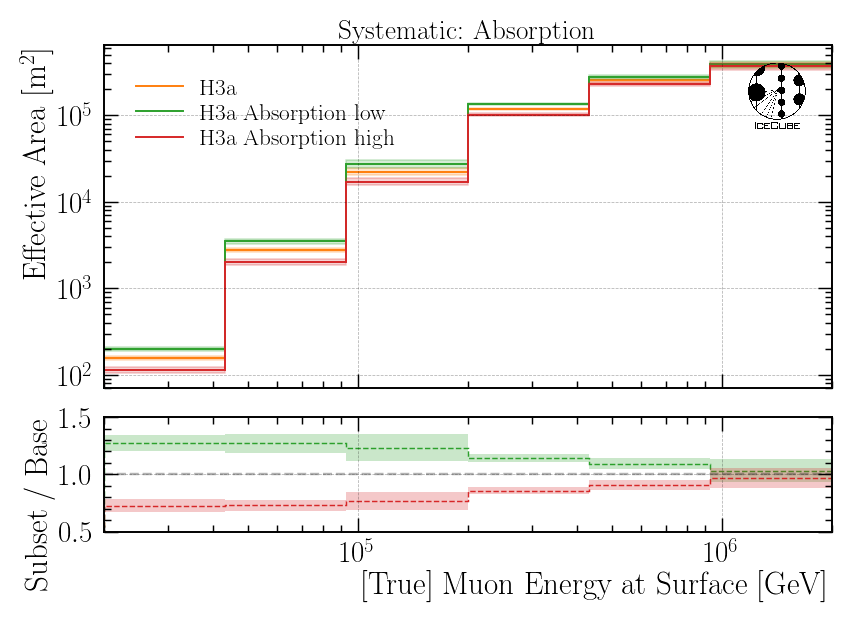 Systematic: Absorption
Effective Area [m²]
10⁵
10⁴
10³
10²
H3a
H3a Absorption low
H3a Absorption high
ICECUBE
Subset / Base
1.5
1.0
0.5
10⁵
10⁶
[True] Muon Energy at Surface [GeV]